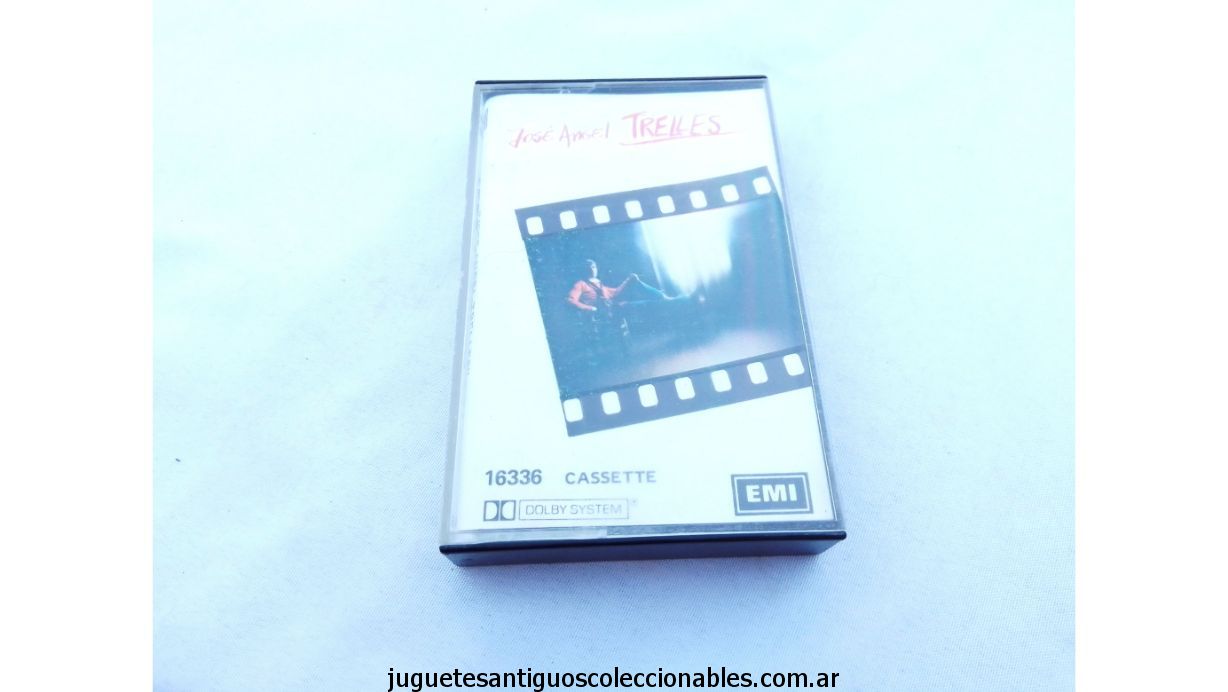 José Angel TRELLES
16336 CASSETTE
EMI
DOLBY SYSTEM
juguetesantiguoscoleccionables.com.ar